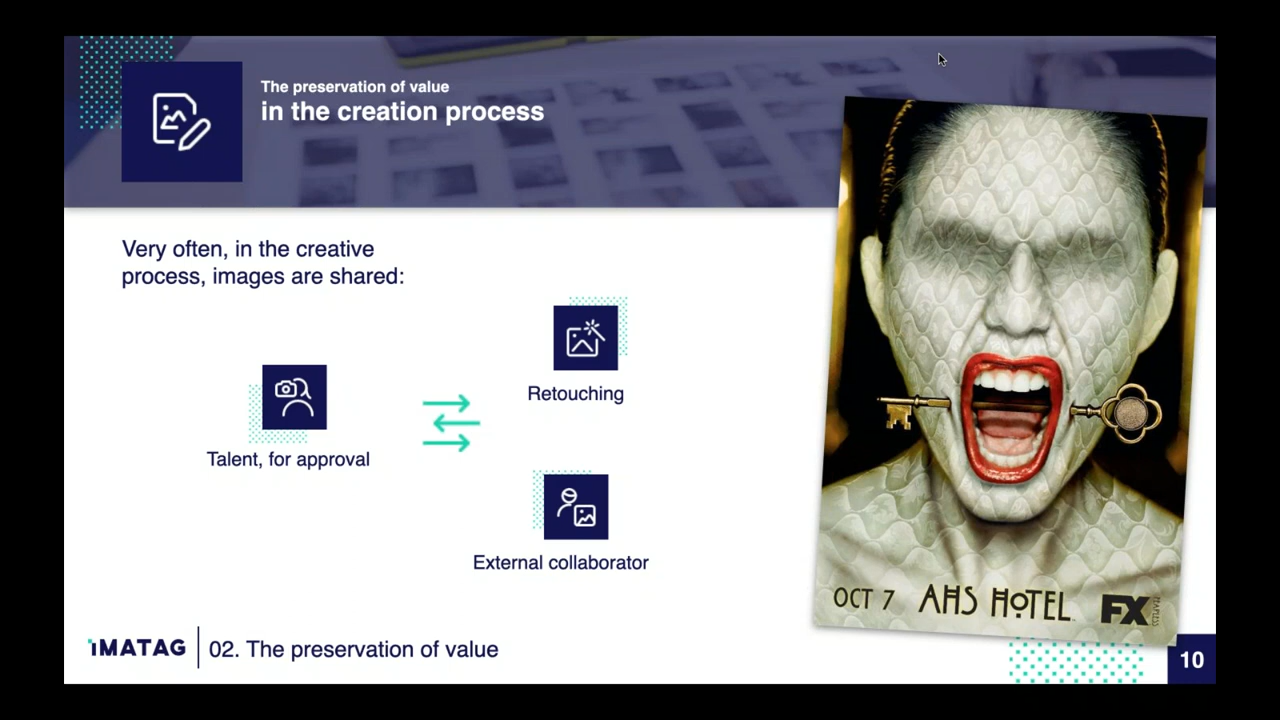 The preservation of value
in the creation process
Very often, in the creative
process, images are shared:
Retouching
Talent, for approval
External collaborator
OCT 7 AHS HOTEL FX
FEARLESS
iMATAG 02. The preservation of value
10